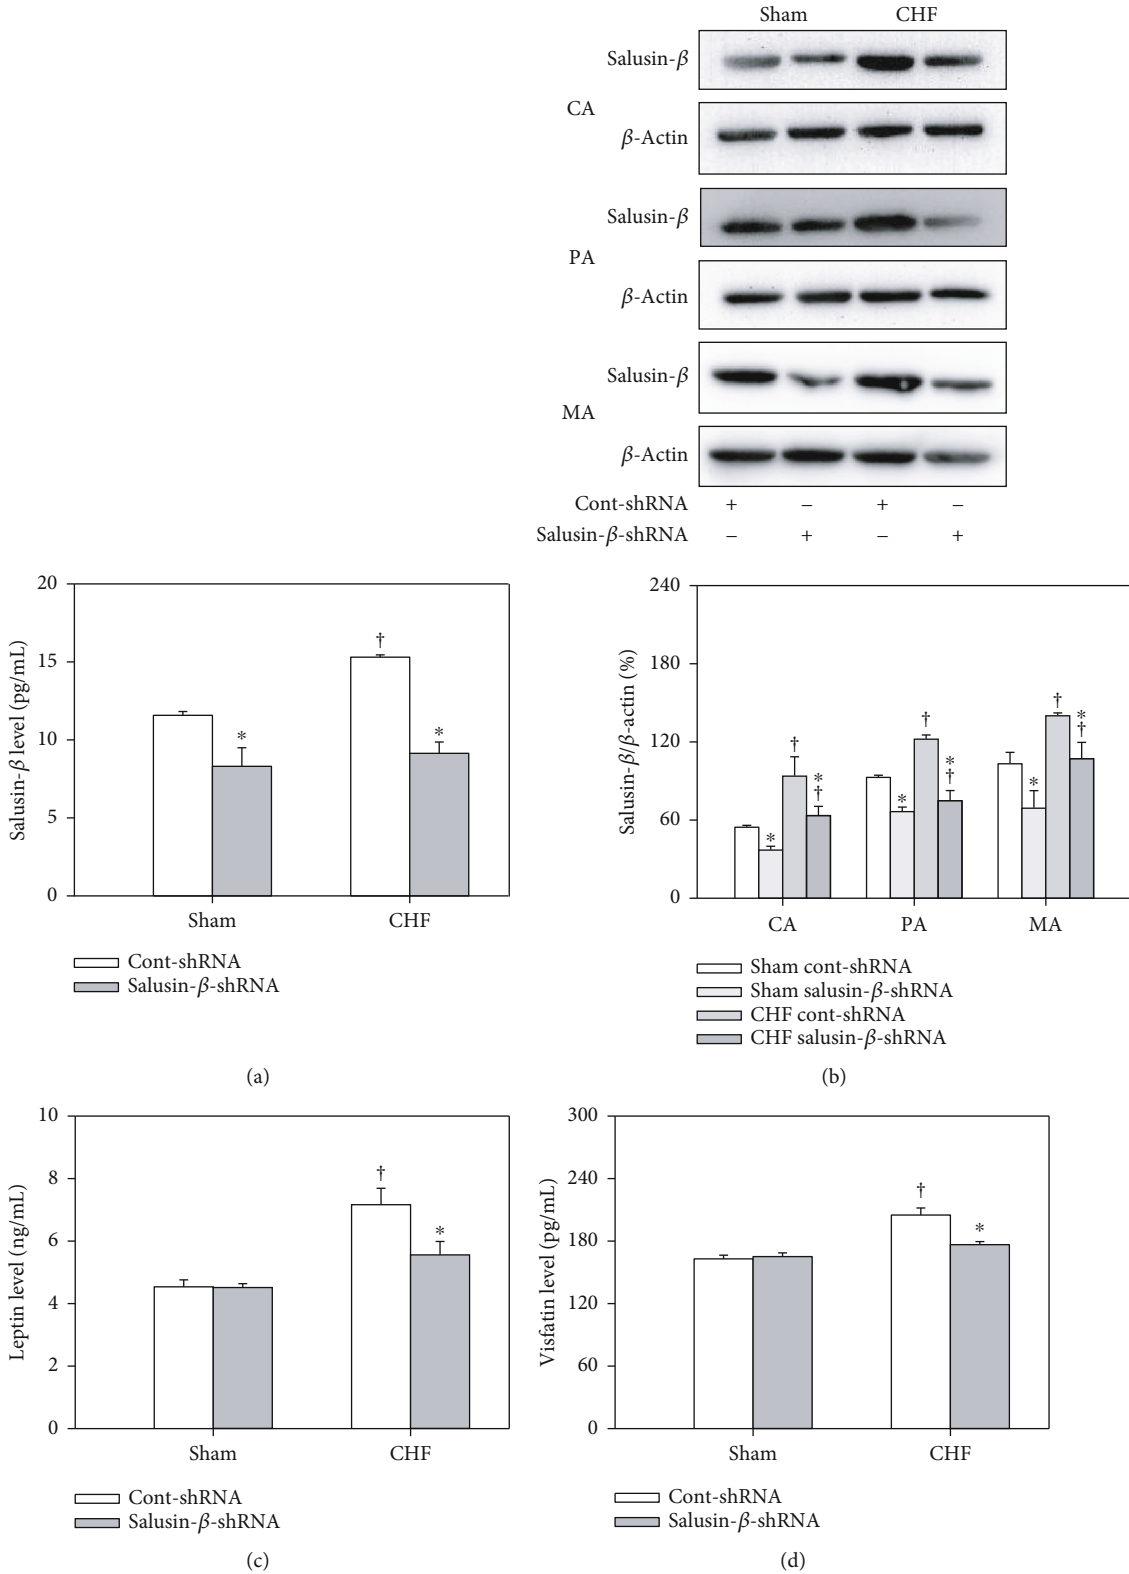 Sham CHF
Salusin-β
CA
β-Actin
Salusin-β
PA
β-Actin
Salusin-β
MA
β-Actin
Cont-shRNA + – + –
Salusin-β-shRNA – + – +
Salusin-β level (pg/mL)
20
15
10
5
0
†
*
*
Sham CHF
Cont-shRNA
Salusin-β-shRNA
(a)
Salusin-β/β-actin (%)
240
180
120
60
0
*
†
*
†
*
†
*
†
*
*
†
†
CA PA MA
Sham cont-shRNA
Sham salusin-β-shRNA
CHF cont-shRNA
CHF salusin-β-shRNA
(b)
Leptin level (ng/mL)
10
8
6
4
2
0
†
*
Sham CHF
Cont-shRNA
Salusin-β-shRNA
(c)
Visfatin level (pg/mL)
300
240
180
120
60
0
†
*
Sham CHF
Cont-shRNA
Salusin-β-shRNA
(d)